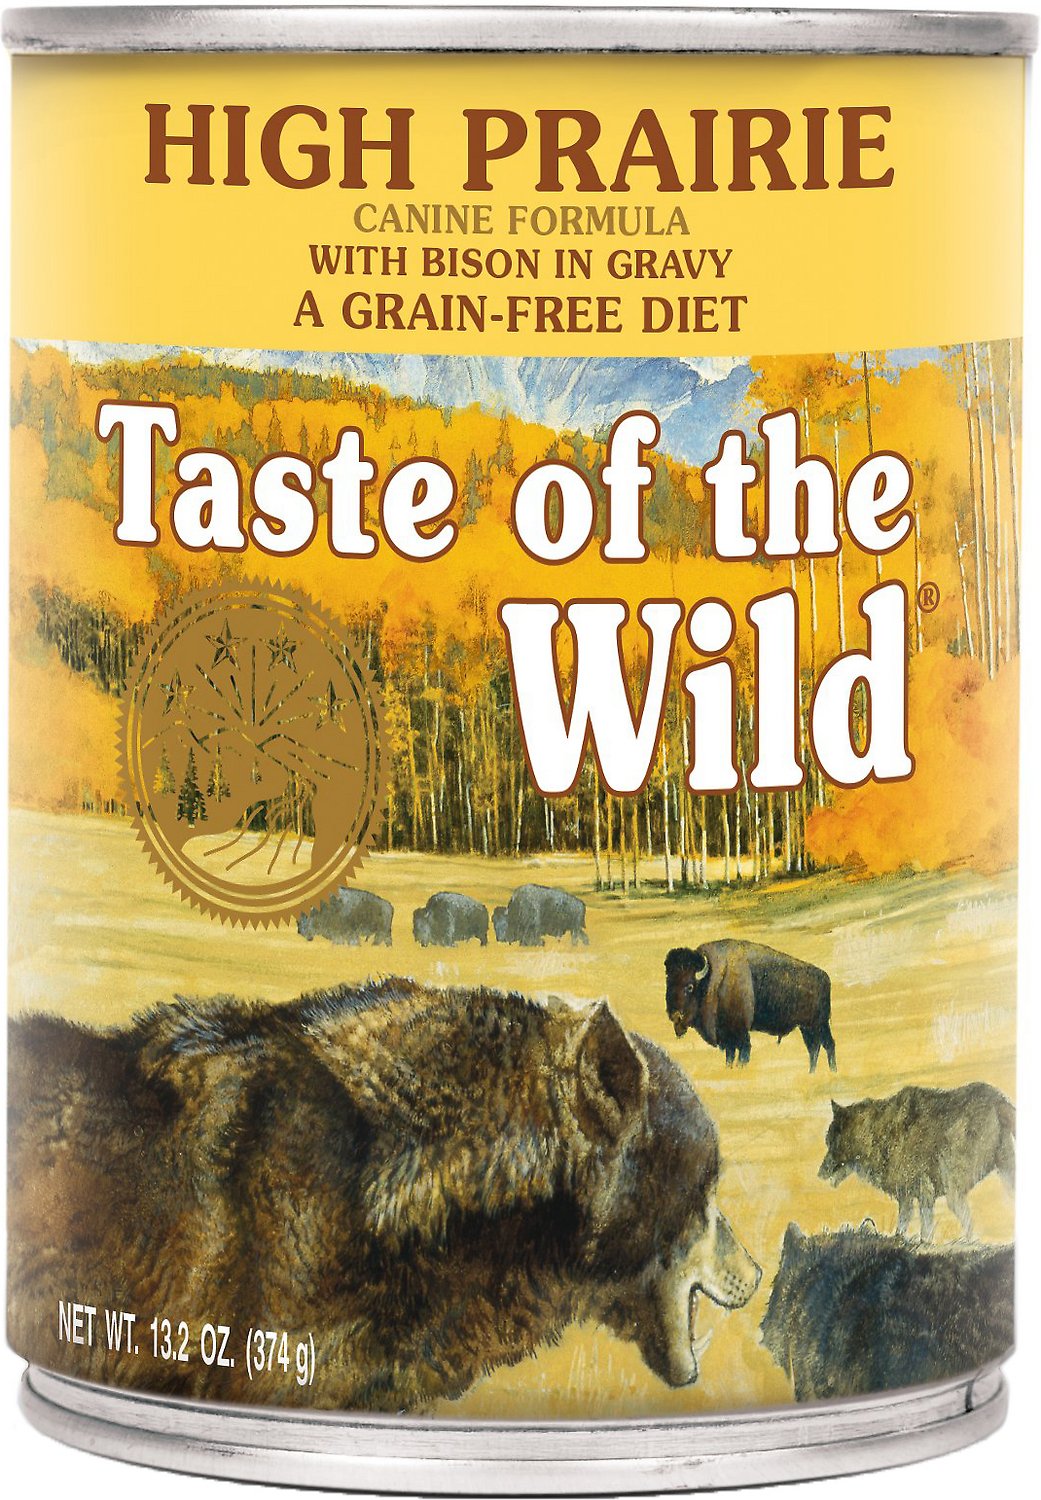 HIGH PRAIRIE
CANINE FORMULA
WITH BISON IN GRAVY
A GRAIN-FREE DIET
Taste of the
Wild®
NET WT. 13.2 OZ. (374 g)